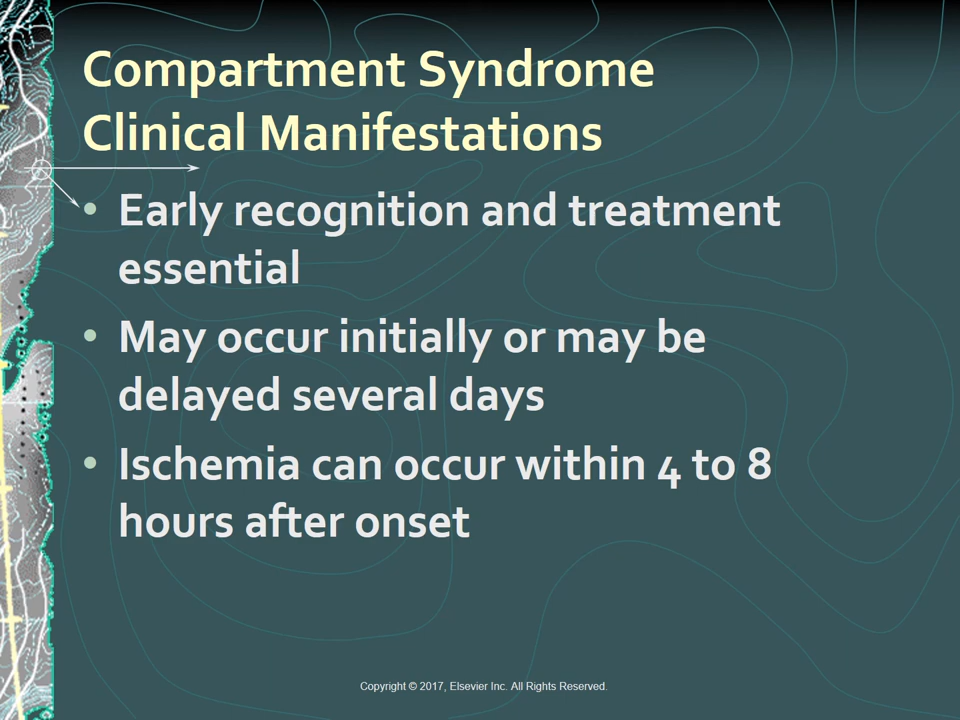 Compartment Syndrome
Clinical Manifestations
• Early recognition and treatment
essential
• May occur initially or may be
delayed several days
• Ischemia can occur within 4 to 8
hours after onset
Copyright © 2017, Elsevier Inc. All Rights Reserved.